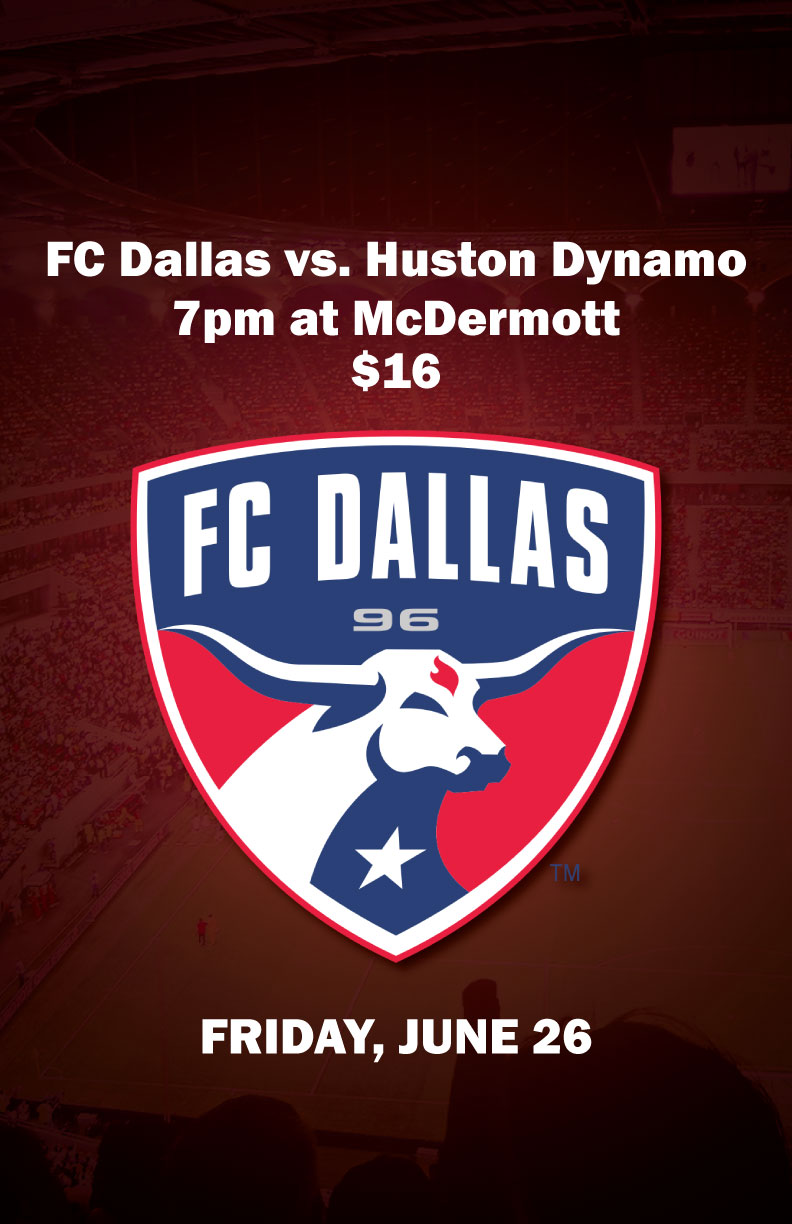 FC Dallas vs. Huston Dynamo
7pm at McDermott
$16
FC DALLAS
96
TM
FRIDAY, JUNE 26